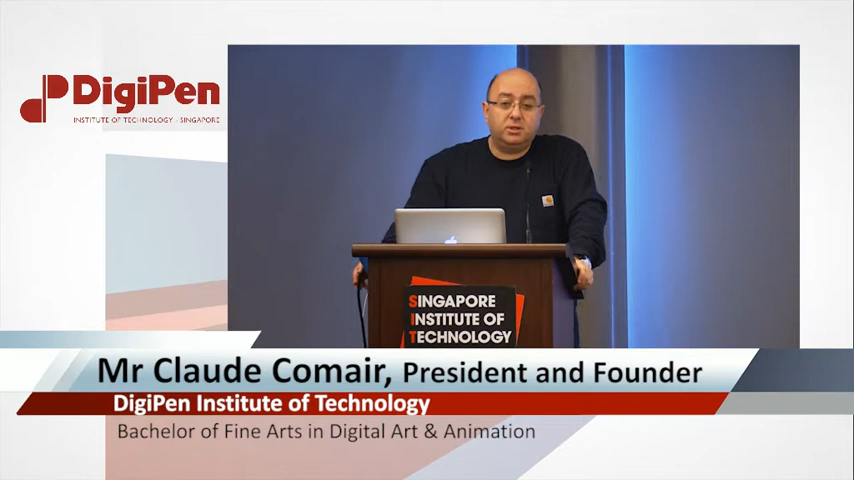 DigiPen
INSTITUTE OF TECHNOLOGY - SINGAPORE
SINGAPORE
INSTITUTE OF
TECHNOLOGY
Mr Claude Comair, President and Founder
DigiPen Institute of Technology
Bachelor of Fine Arts in Digital Art & Animation